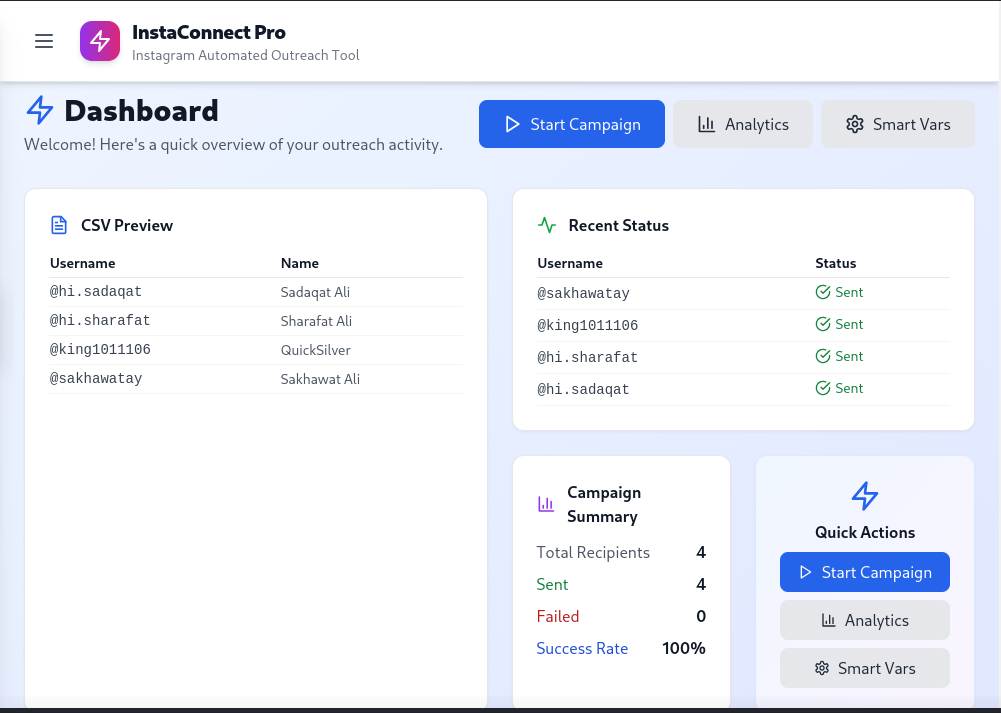 InstaConnect Pro
Instagram Automated Outreach Tool
Dashboard
Welcome! Here's a quick overview of your outreach activity.
Start Campaign
Analytics
Smart Vars
CSV Preview
Username Name
@hi.sadaqat Sadaqat Ali
@hi.sharafat Sharafat Ali
@king1011106 QuickSilver
@sakhawatay Sakhawat Ali
Recent Status
Username Status
@sakhawatay Sent
@king1011106 Sent
@hi.sharafat Sent
@hi.sadaqat Sent
Campaign
Summary
Total Recipients 4
Sent 4
Failed 0
Success Rate 100%
Quick Actions
Start Campaign
Analytics
Smart Vars